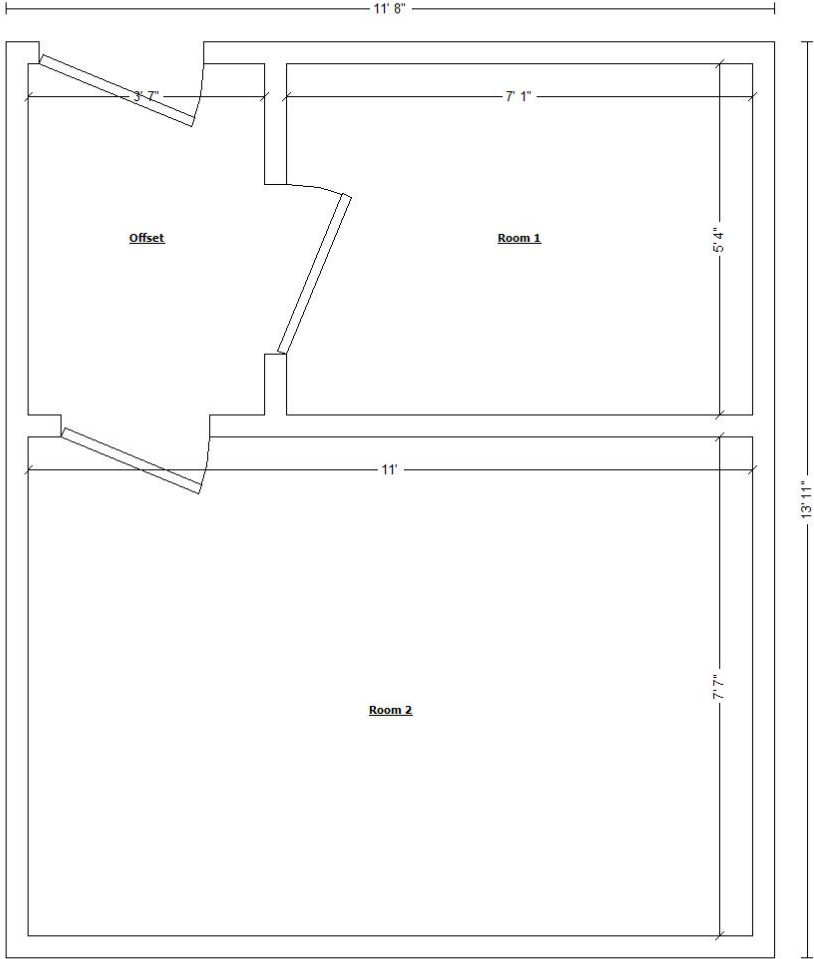 11' 8"
3' 7"
7' 1"
Offset
Room 1
5' 4"
11'
13' 11"
7' 7"
Room 2